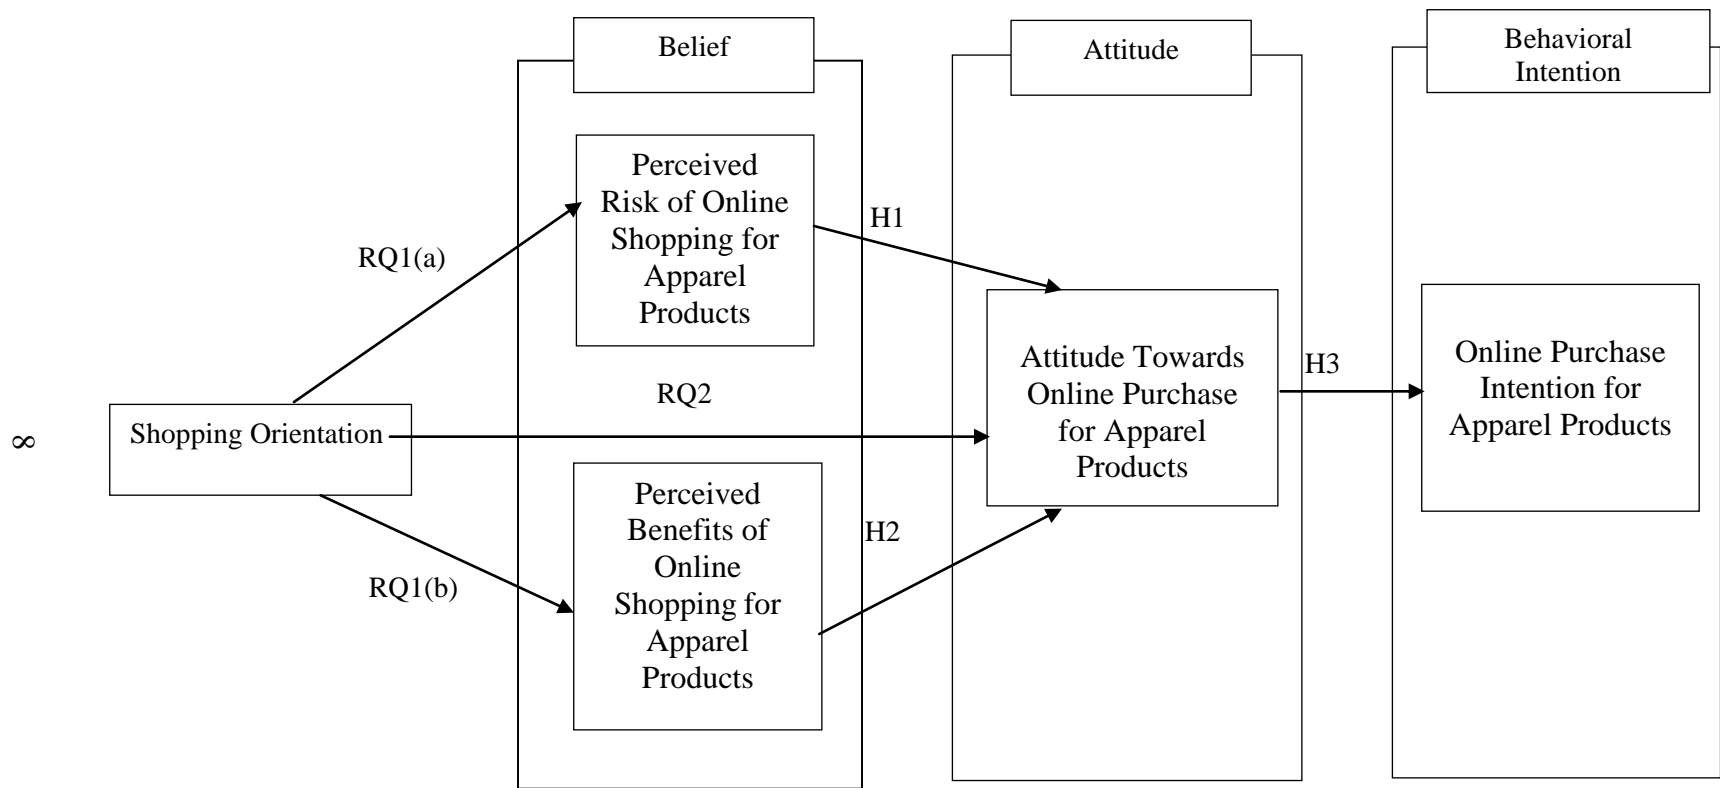 Belief
Attitude
Behavioral
Intention
Perceived
Risk of Online
Shopping for
Apparel
Products
H1
RQ1(a)
RQ2
Attitude Towards
Online Purchase
for Apparel
Products
H3
Online Purchase
Intention for
Apparel Products
8
Shopping Orientation
Perceived
Benefits of
Online
Shopping for
Apparel
Products
H2
RQ1(b)